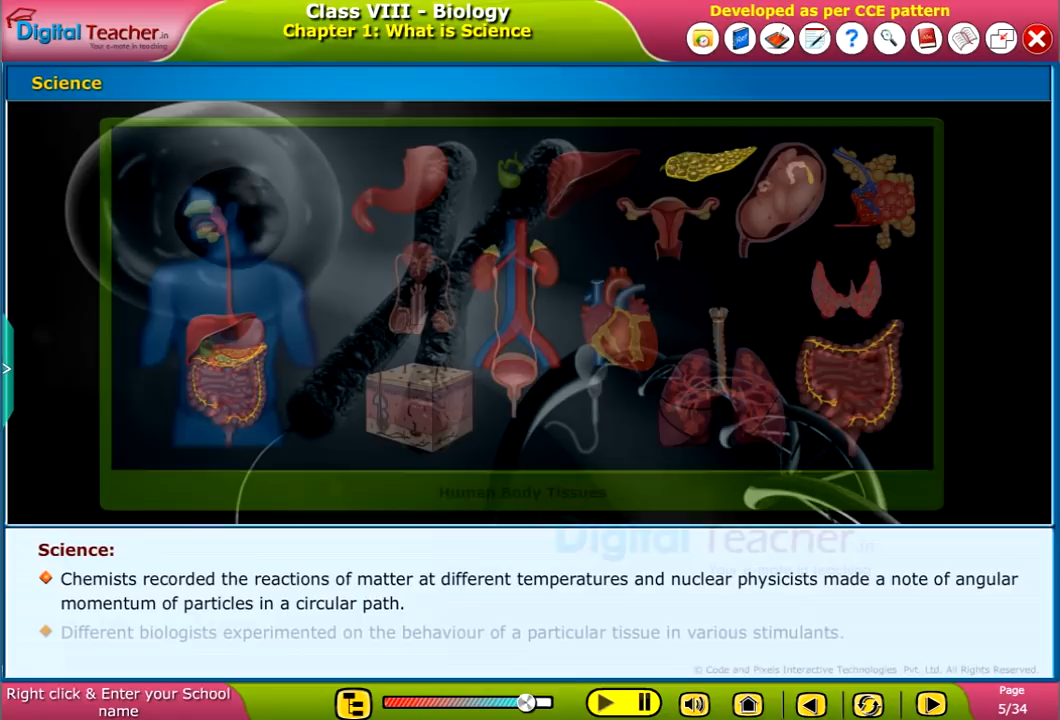 Digital Teacher.in
Your e-mate in teaching
Class VIII - Biology
Chapter 1: What is Science
Developed as per CCE pattern
Science
Human Body Tissues
Digital Teacher.in
Your e-mate in teaching
Science:
Chemists recorded the reactions of matter at different temperatures and nuclear physicists made a note of angular
momentum of particles in a circular path.
Different biologists experimented on the behaviour of a particular tissue in various stimulants.
© Code and Pixels Interactive Technologies Pvt. Ltd. All Rights Reserved.
Right click & Enter your School
name
Page
5/34